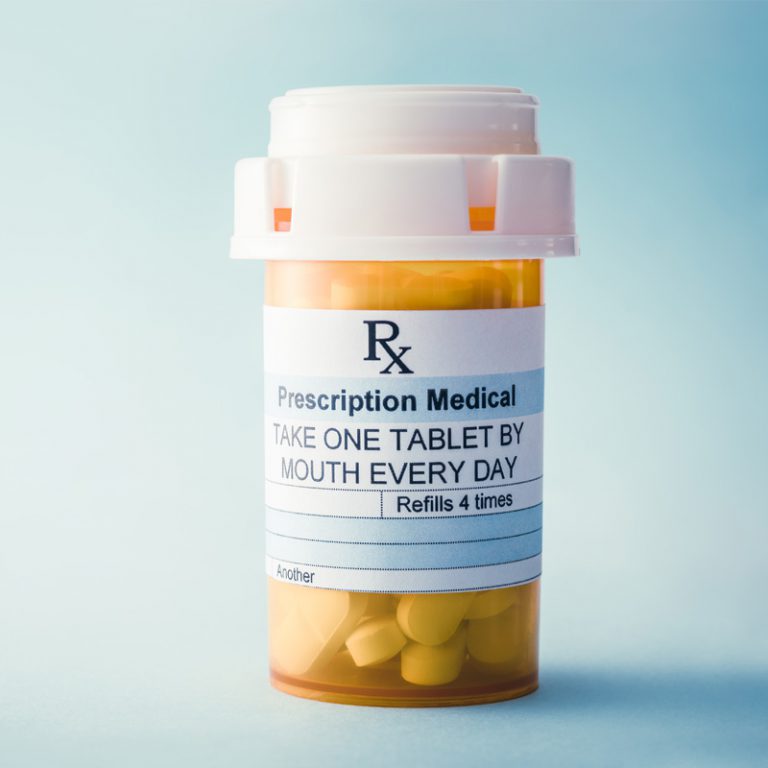 Rx
Prescription Medical
TAKE ONE TABLET BY
MOUTH EVERY DAY
Refills 4 times
Another